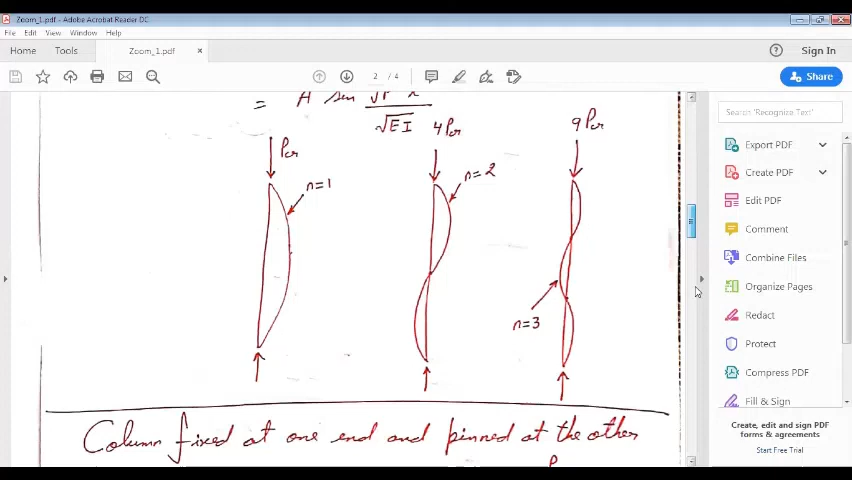 Zoom_1.pdf - Adobe Acrobat Reader DC
File Edit View Window Help
Home Tools Zoom_1.pdf × Sign In
2 / 4
Share
= A sin √P x
√EI
Pcr 4Pcr 9Pcr
n=1 n=2
n=3
Column fixed at one end and pinned at the other
P
Search "Recognize Text"
Export PDF
Create PDF
Edit PDF
Comment
Combine Files
Organize Pages
Redact
Protect
Compress PDF
Fill & Sign
Create, edit and sign PDF
forms & agreements
Start Free Trial